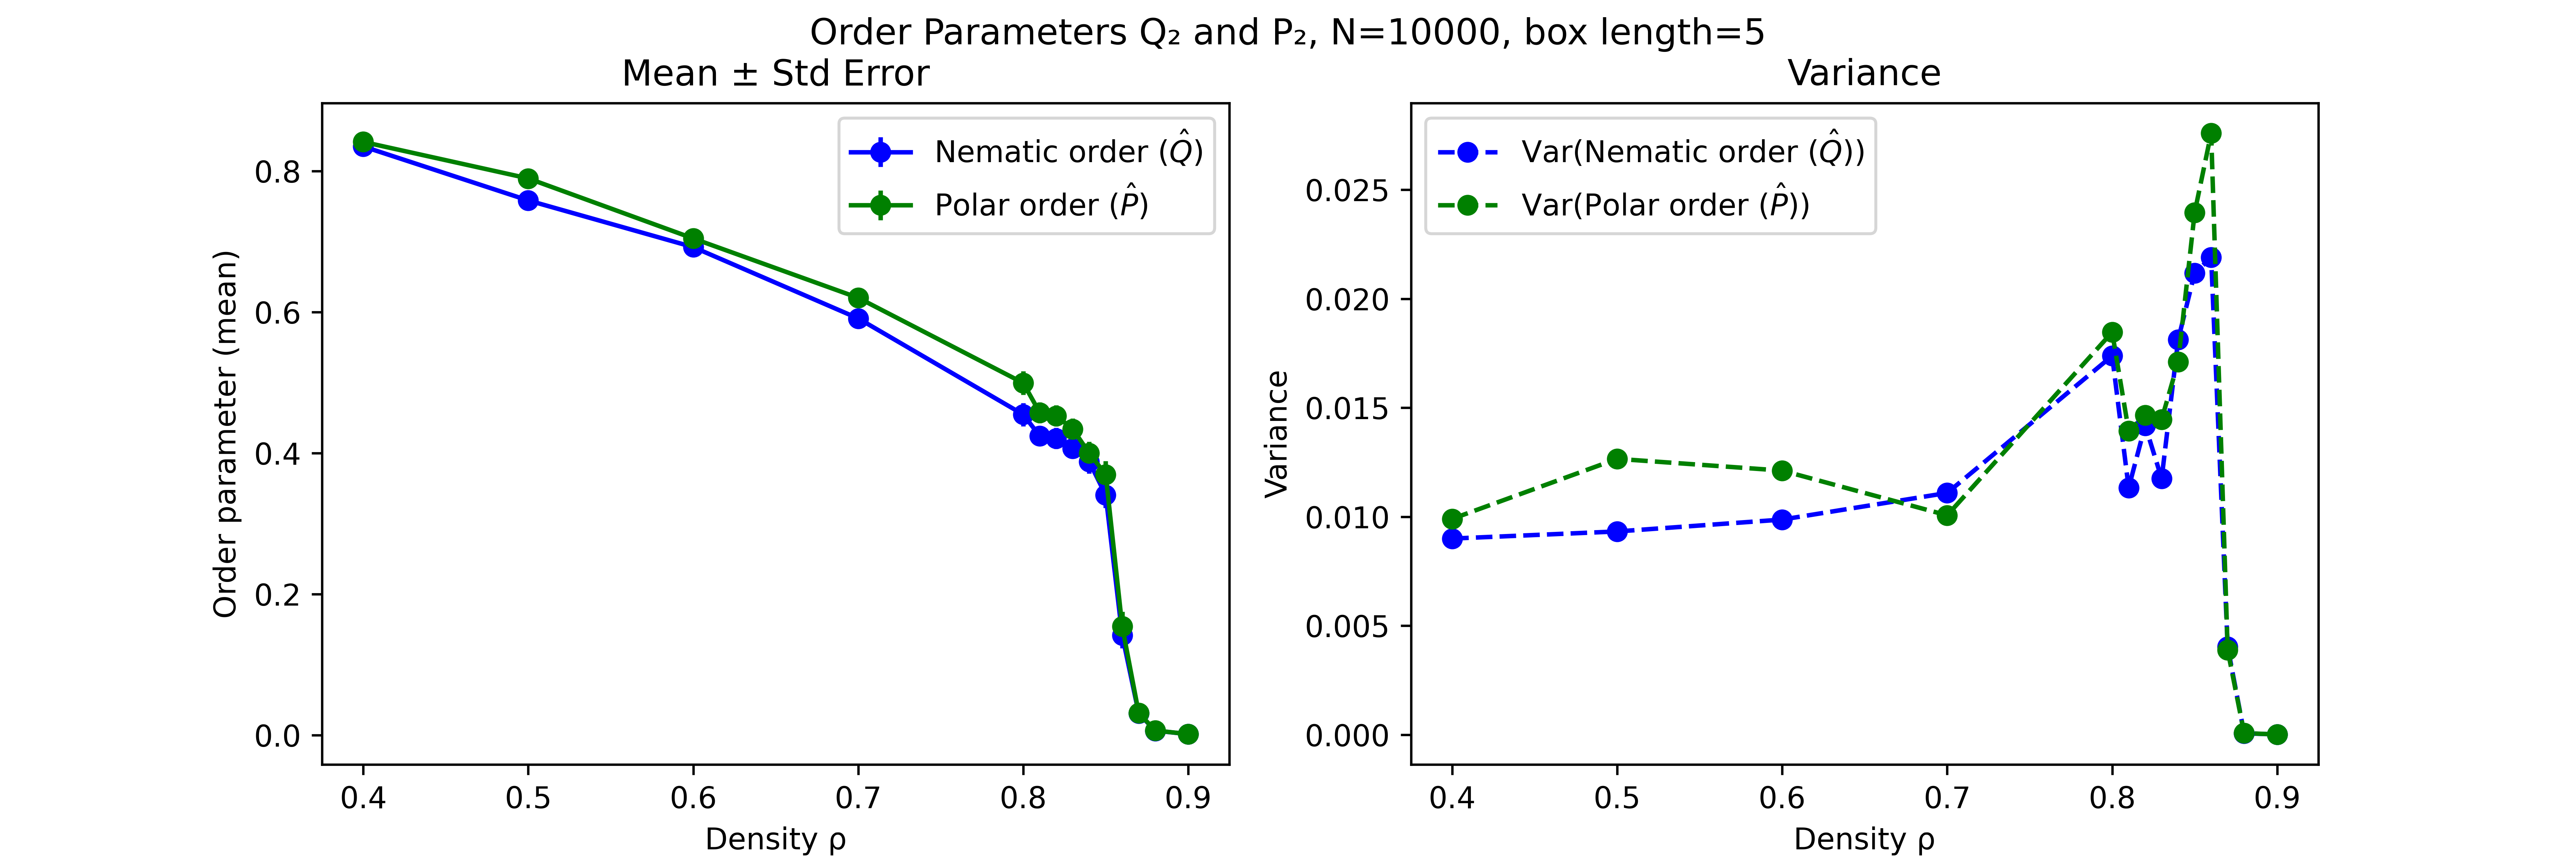 Order Parameters Q₂ and P₂, N=10000, box length=5
Mean ± Std Error
Nematic order (Q̂)
Polar order (P̂)
Order parameter (mean)
0.8
0.6
0.4
0.2
0.0
0.4 0.5 0.6 0.7 0.8 0.9
Density ρ
Variance
Var(Nematic order (Q̂))
Var(Polar order (P̂))
Variance
0.025
0.020
0.015
0.010
0.005
0.000
0.4 0.5 0.6 0.7 0.8 0.9
Density ρ